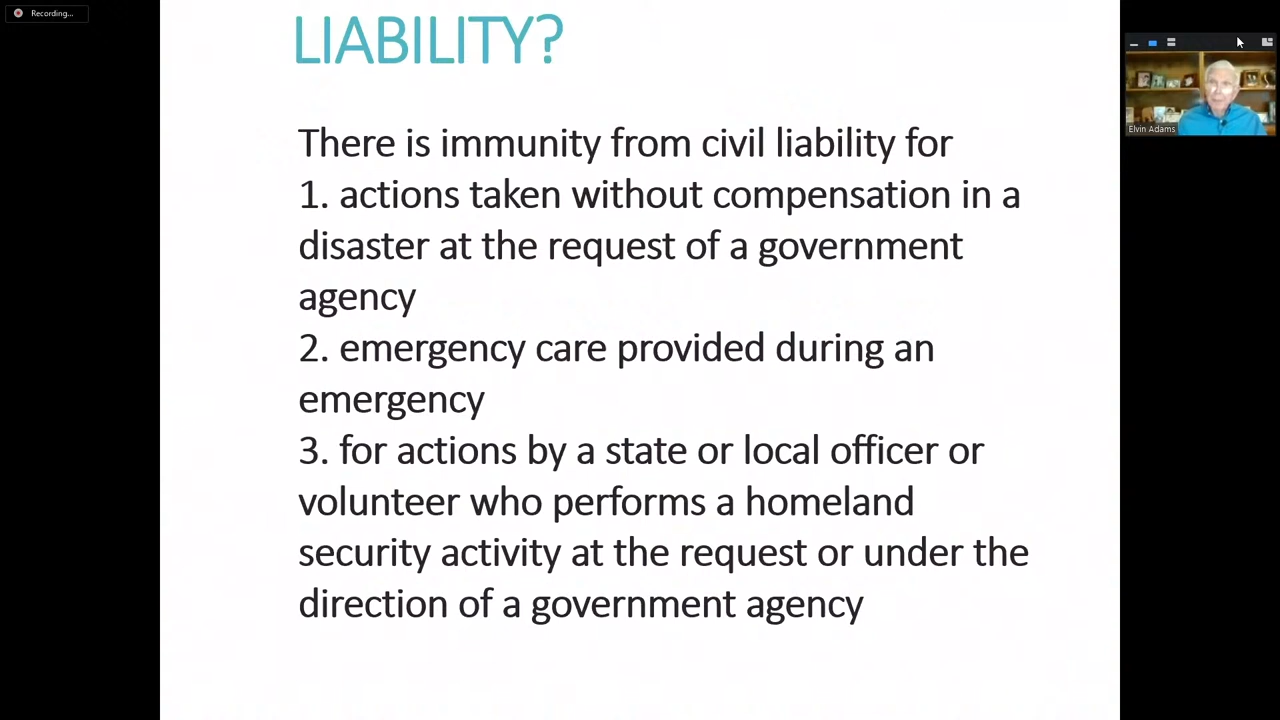 Recording...
LIABILITY?
There is immunity from civil liability for
1. actions taken without compensation in a
disaster at the request of a government
agency
2. emergency care provided during an
emergency
3. for actions by a state or local officer or
volunteer who performs a homeland
security activity at the request or under the
direction of a government agency
Elvin Adams